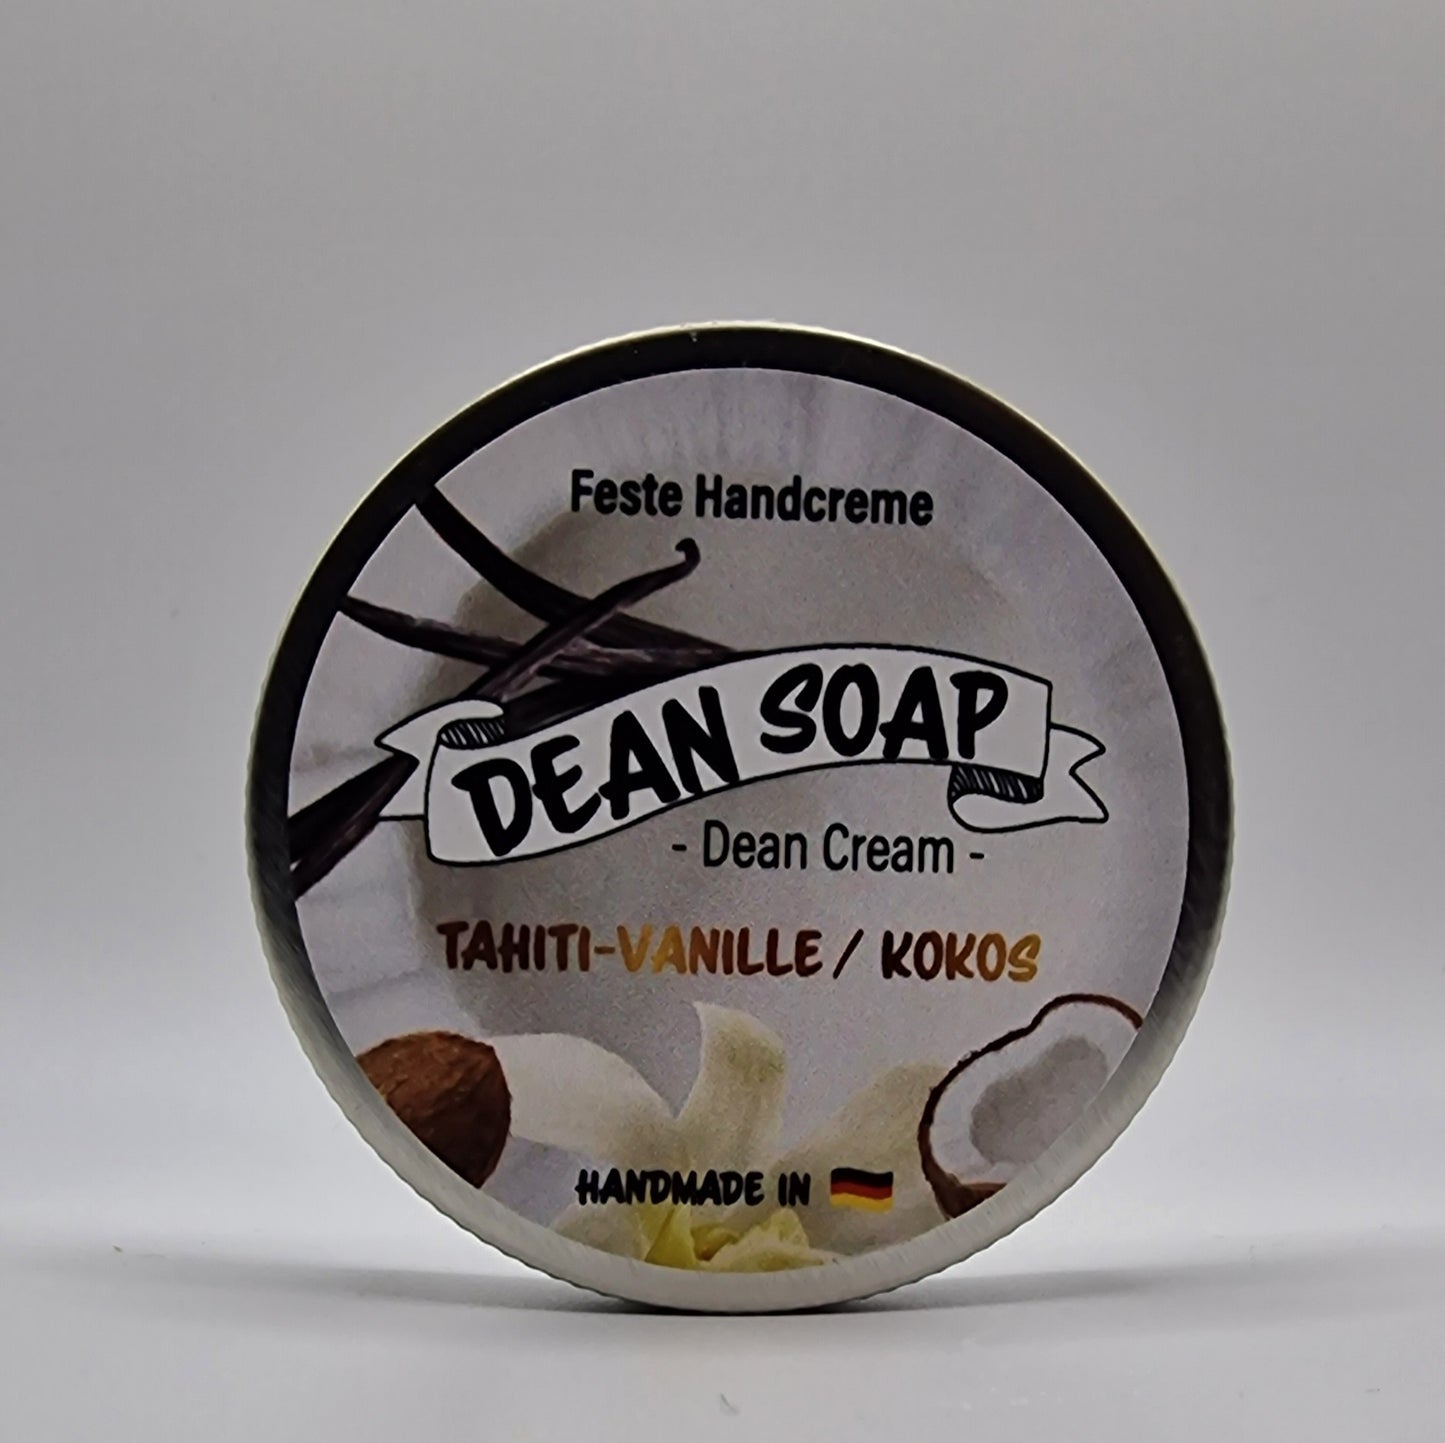 Feste Handcreme
DEAN SOAP
- Dean Cream -
TAHITI-VANILLE / KOKOS
HANDMADE IN